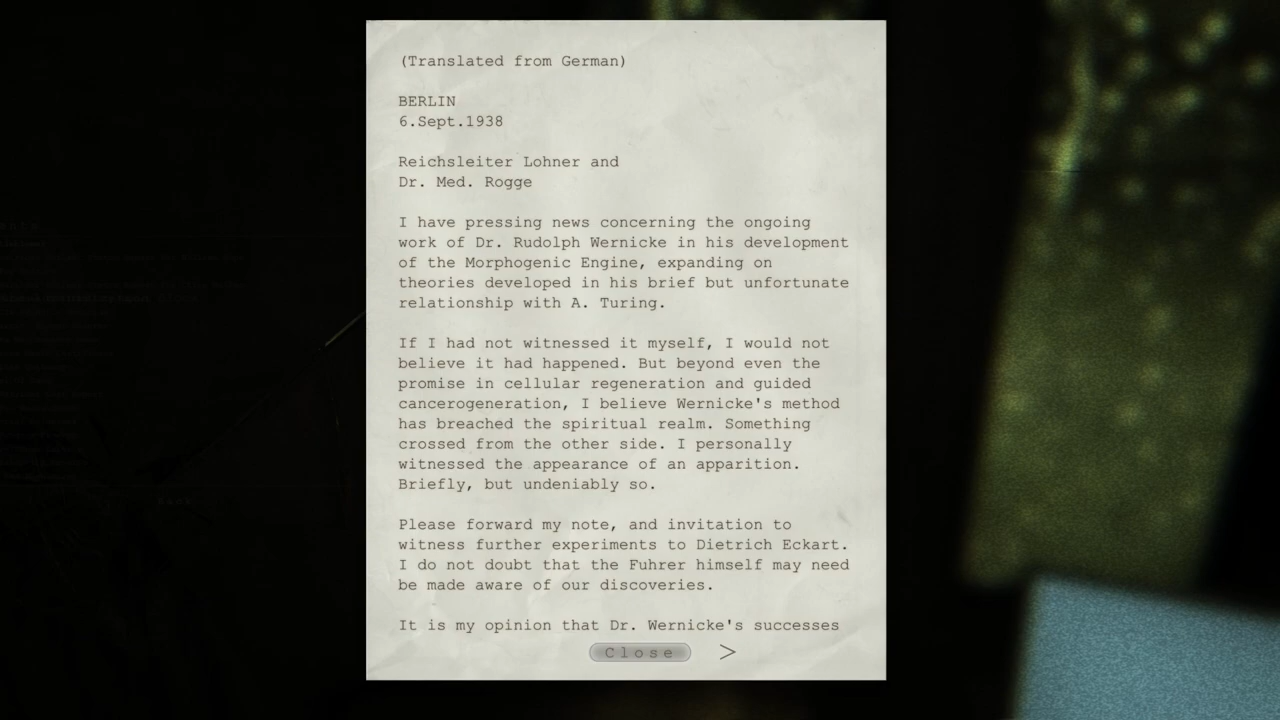 (Translated from German)
BERLIN
6.Sept.1938
Reichsleiter Lohner and
Dr. Med. Rogge
I have pressing news concerning the ongoing
work of Dr. Rudolph Wernicke in his development
of the Morphogenic Engine, expanding on
theories developed in his brief but unfortunate
relationship with A. Turing.
If I had not witnessed it myself, I would not
believe it had happened. But beyond even the
promise in cellular regeneration and guided
cancerogeneration, I believe Wernicke's method
has breached the spiritual realm. Something
crossed from the other side. I personally
witnessed the appearance of an apparition.
Briefly, but undeniably so.
Please forward my note, and invitation to
witness further experiments to Dietrich Eckart.
I do not doubt that the Fuhrer himself may need
be made aware of our discoveries.
It is my opinion that Dr. Wernicke's successes
Close >